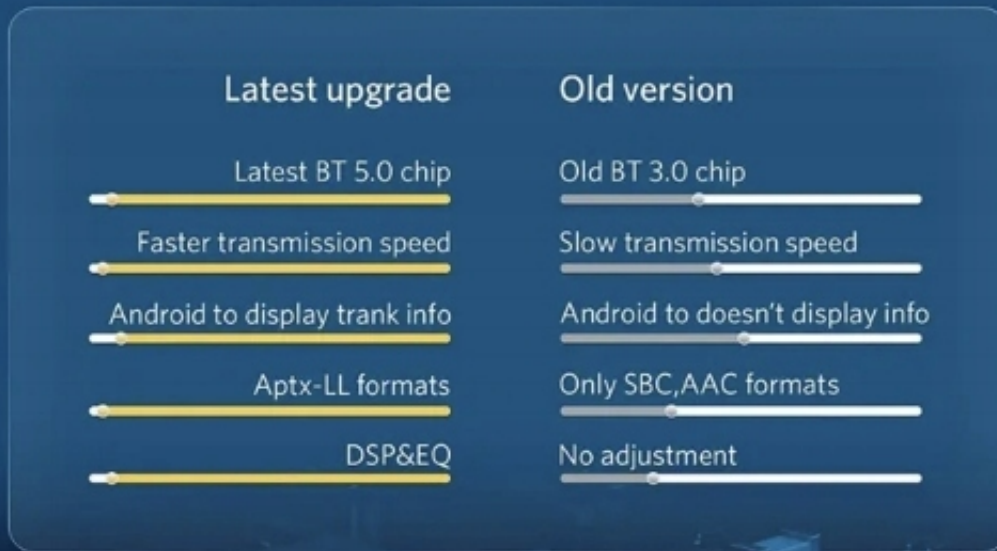 Latest upgrade
Old version
Latest BT 5.0 chip
Old BT 3.0 chip
Faster transmission speed
Slow transmission speed
Android to display trank info
Android to doesn't display info
Aptx-LL formats
Only SBC,AAC formats
DSP&EQ
No adjustment